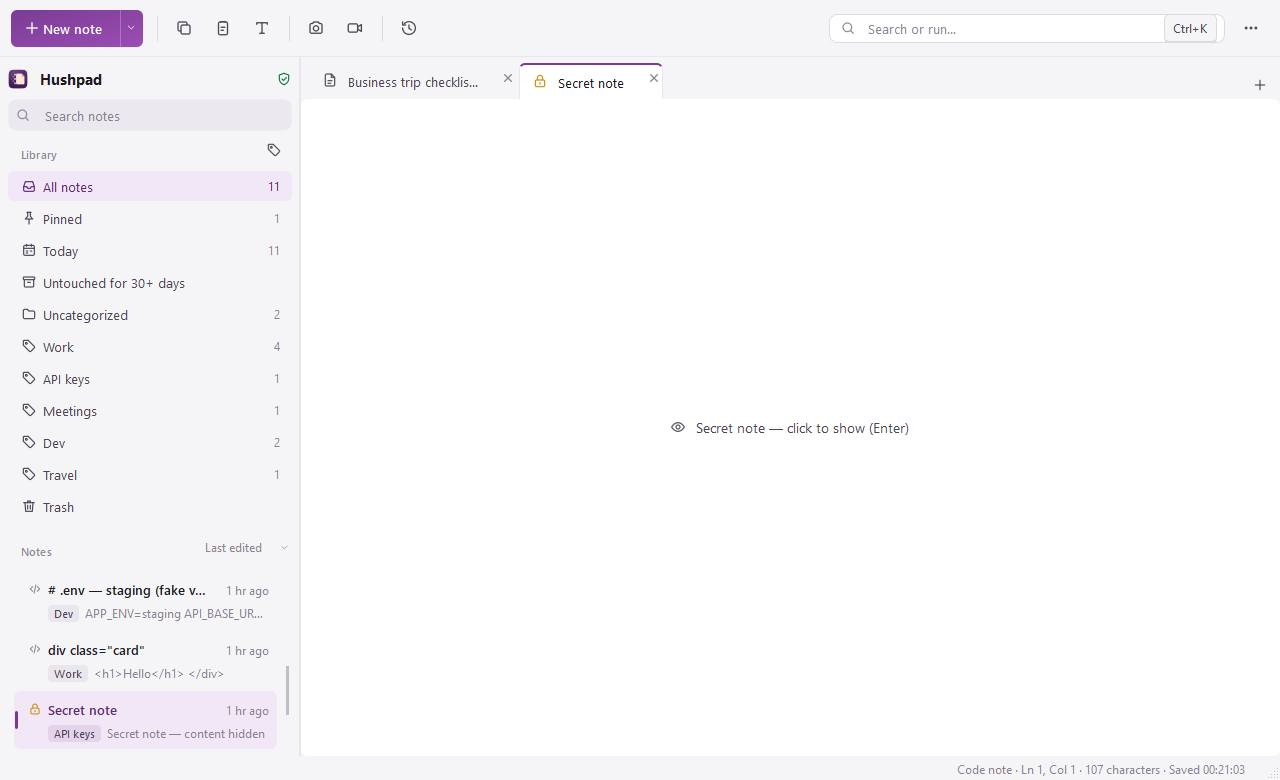 New note
Search or run...
Ctrl+K
Hushpad
Search notes
Library
All notes 11
Pinned 1
Today 11
Untouched for 30+ days
Uncategorized 2
Work 4
API keys 1
Meetings 1
Dev 2
Travel 1
Trash
Notes Last edited
# .env — staging (fake v... 1 hr ago
Dev APP_ENV=staging API_BASE_UR...
div class="card" 1 hr ago
Work <h1>Hello</h1> </div>
Secret note 1 hr ago
API keys Secret note — content hidden
Business trip checklis...
Secret note
Secret note — click to show (Enter)
Code note · Ln 1, Col 1 · 107 characters · Saved 00:21:03